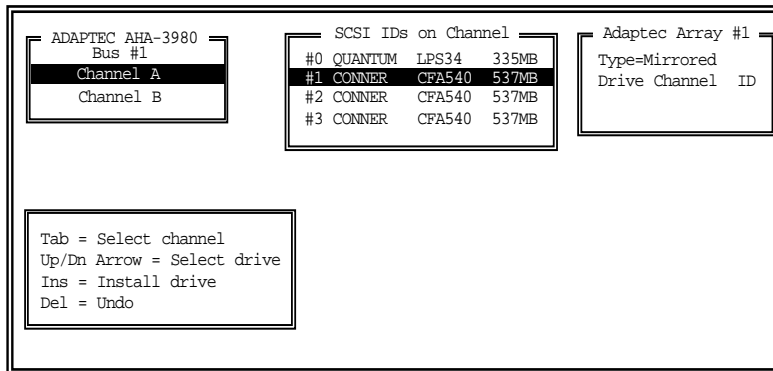 ADAPTEC AHA-3980
Bus #1
Channel A
Channel B
SCSI IDs on Channel
#0 QUANTUM LPS34 335MB
#1 CONNER CFA540 537MB
#2 CONNER CFA540 537MB
#3 CONNER CFA540 537MB
Adaptec Array #1
Type=Mirrored
Drive Channel ID
Tab = Select channel
Up/Dn Arrow = Select drive
Ins = Install drive
Del = Undo